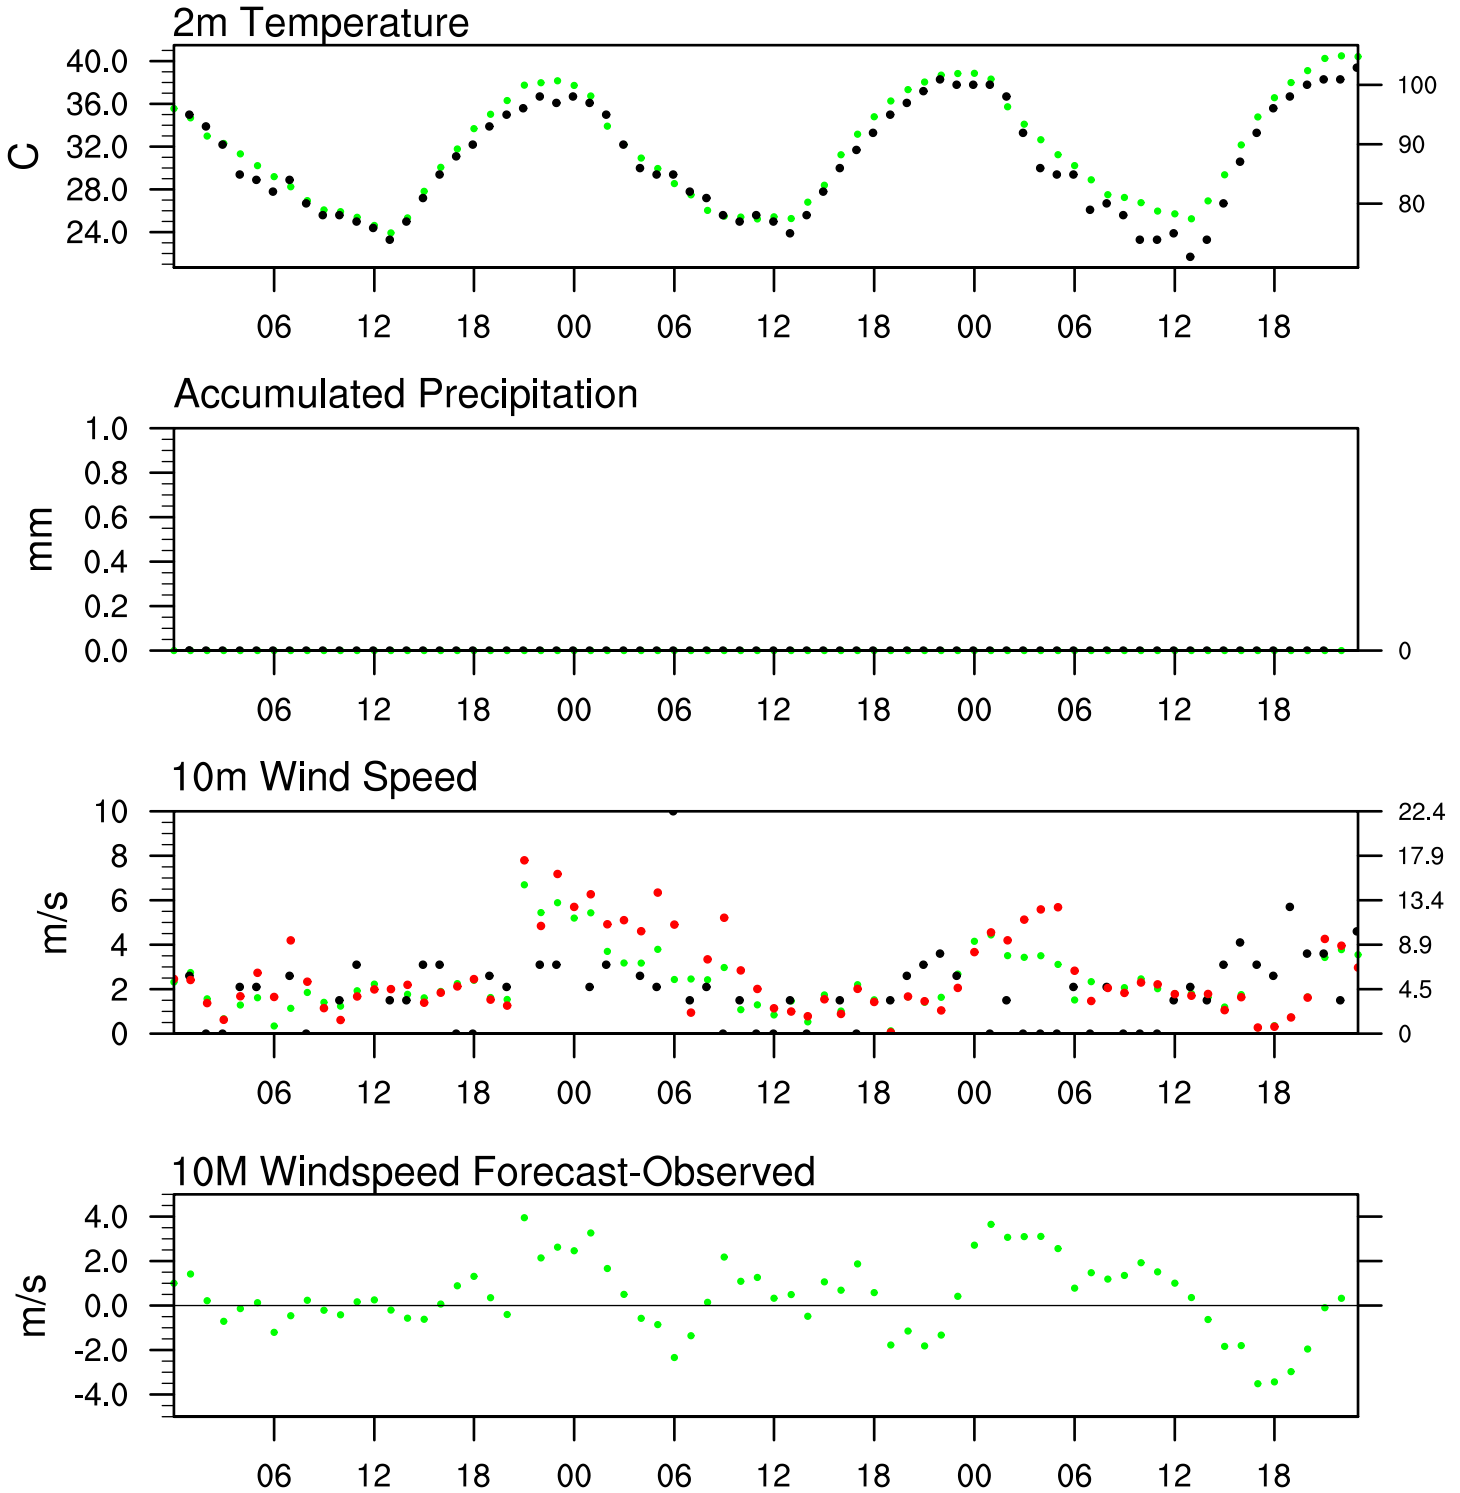 2m Temperature
40.0
36.0
32.0
28.0
24.0
C
100
90
80
06 12 18 00 06 12 18 00 06 12 18
Accumulated Precipitation
1.0
0.8
0.6
0.4
0.2
0.0
mm
0
06 12 18 00 06 12 18 00 06 12 18
10m Wind Speed
10
8
6
4
2
0
m/s
22.4
17.9
13.4
8.9
4.5
0
06 12 18 00 06 12 18 00 06 12 18
10M Windspeed Forecast-Observed
4.0
2.0
0.0
-2.0
-4.0
m/s
06 12 18 00 06 12 18 00 06 12 18